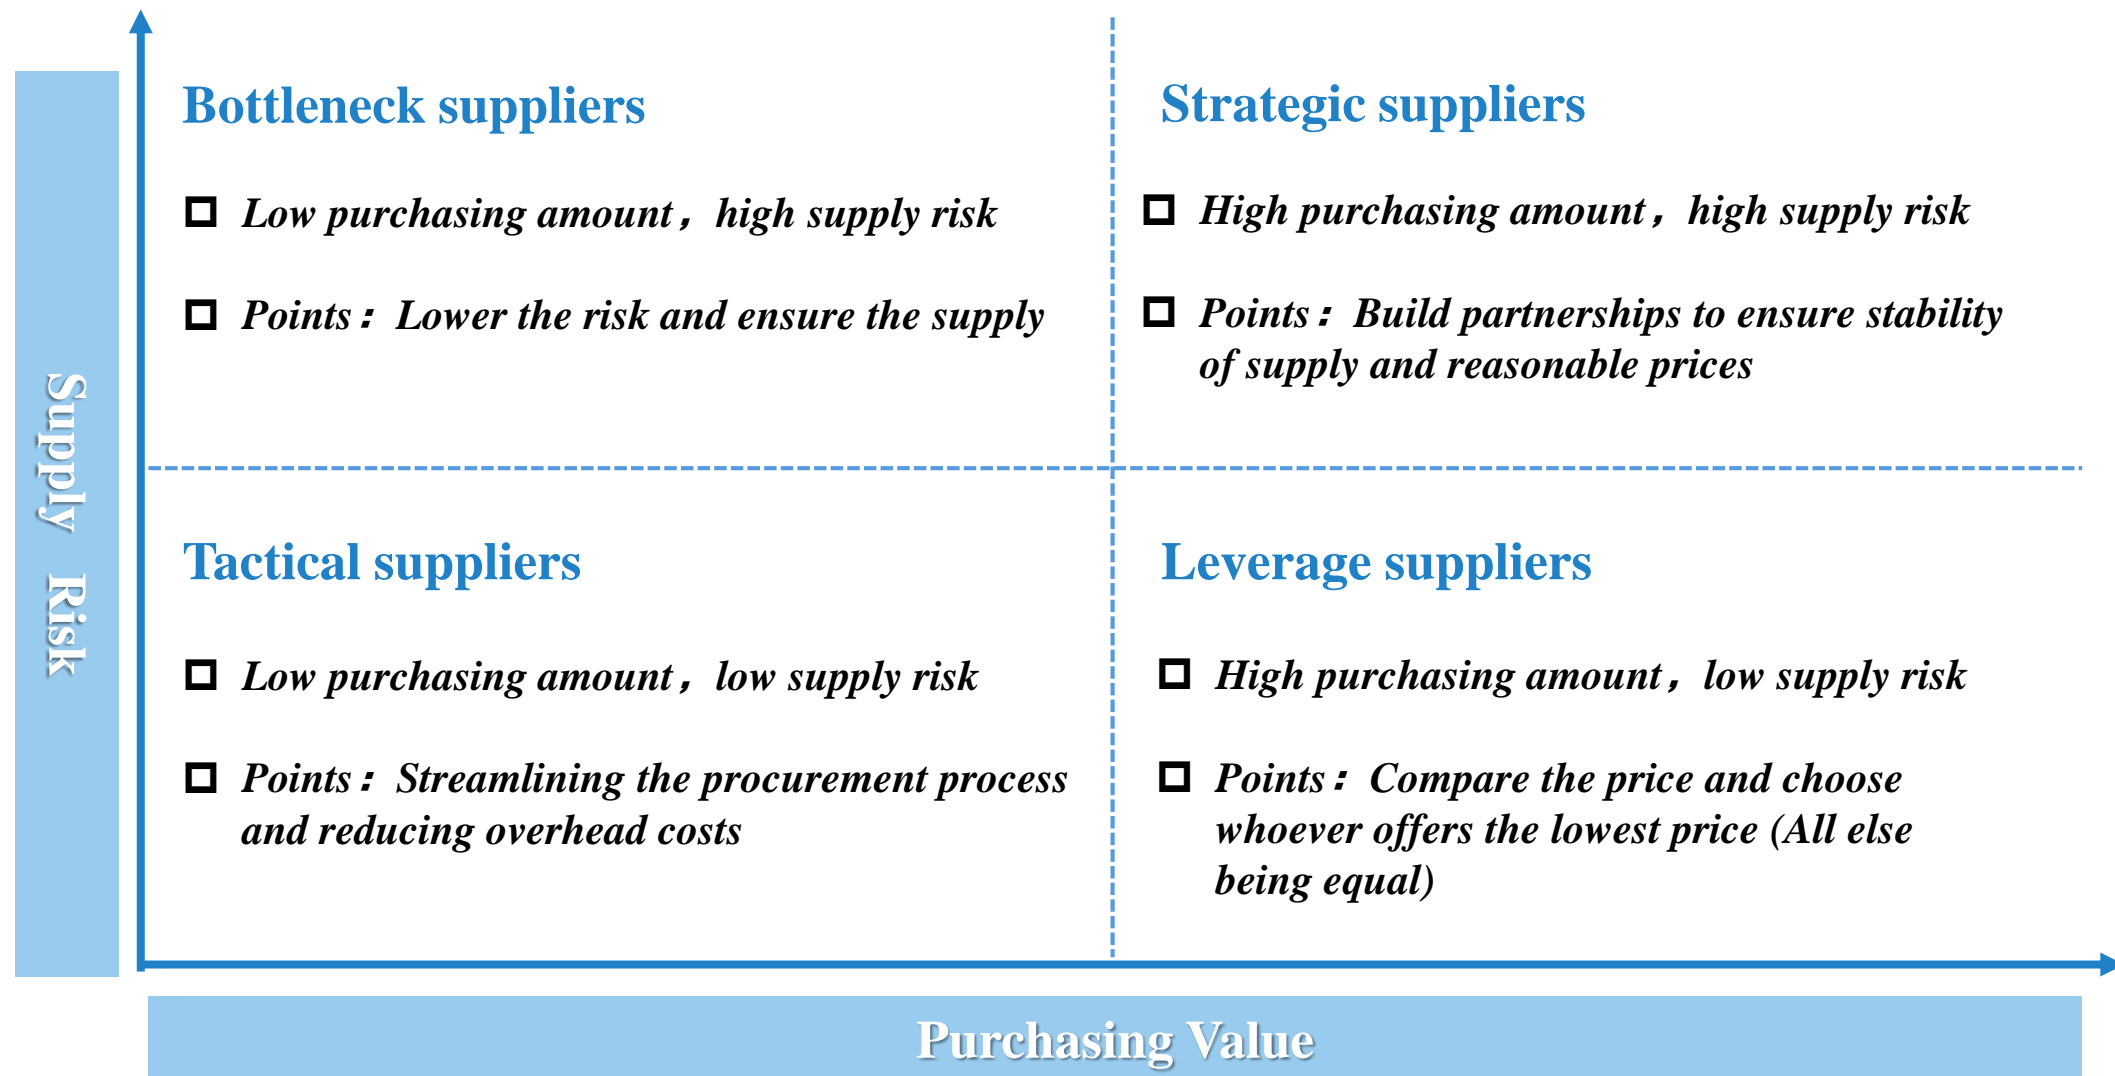 Supply Risk
Bottleneck suppliers
Low purchasing amount，high supply risk
Points：Lower the risk and ensure the supply
Strategic suppliers
High purchasing amount，high supply risk
Points：Build partnerships to ensure stability
of supply and reasonable prices
Tactical suppliers
Low purchasing amount，low supply risk
Points：Streamlining the procurement process
and reducing overhead costs
Leverage suppliers
High purchasing amount，low supply risk
Points：Compare the price and choose
whoever offers the lowest price (All else
being equal)
Purchasing Value